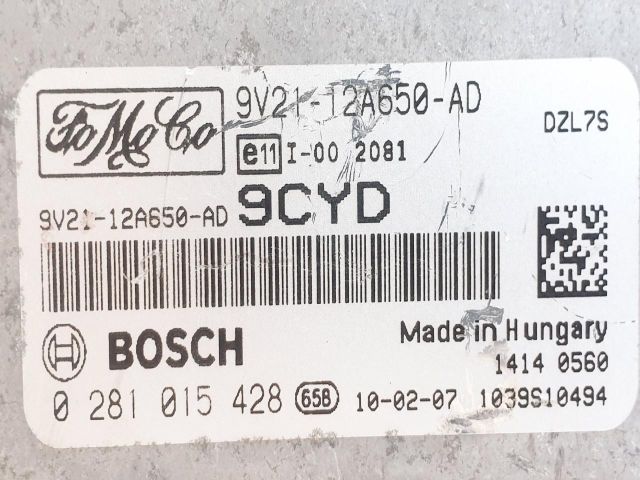 FoMoCo 9V21-12A650-AD DZL7S
e11 I-00 2081
9V21-12A650-AD 9CYD
BOSCH Made in Hungary
1414 0560
0 281 015 428 65B 10-02-07 1039S10494